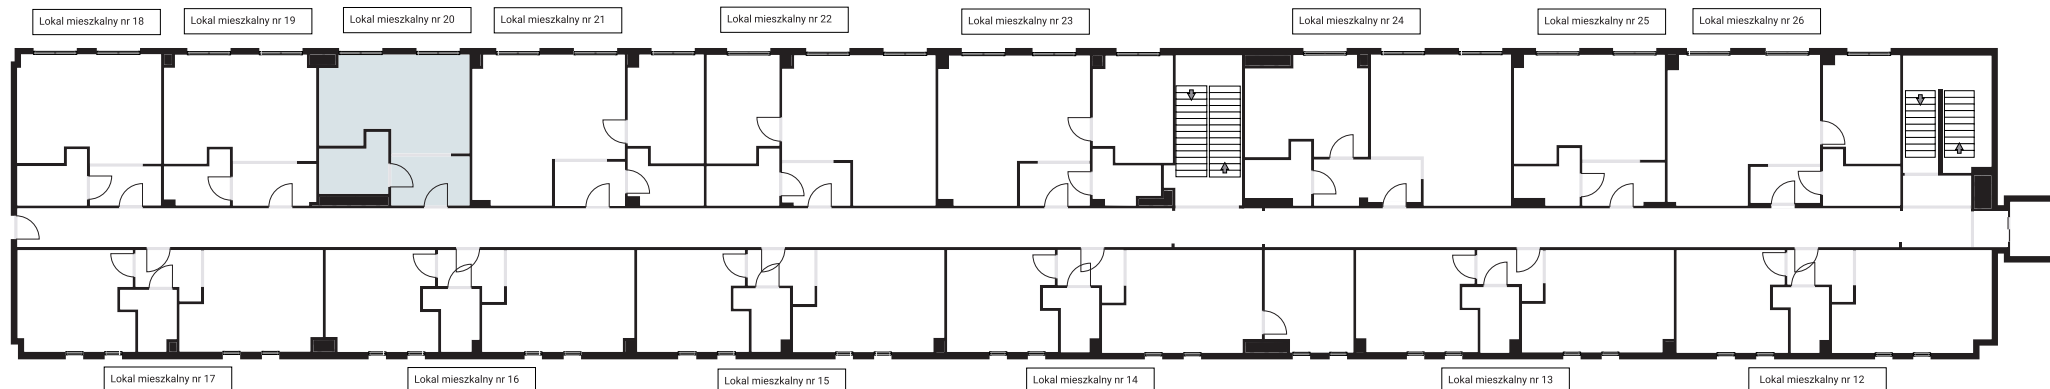 Lokal mieszkalny nr 18
Lokal mieszkalny nr 19
Lokal mieszkalny nr 20
Lokal mieszkalny nr 21
Lokal mieszkalny nr 22
Lokal mieszkalny nr 23
Lokal mieszkalny nr 24
Lokal mieszkalny nr 25
Lokal mieszkalny nr 26
Lokal mieszkalny nr 17
Lokal mieszkalny nr 16
Lokal mieszkalny nr 15
Lokal mieszkalny nr 14
Lokal mieszkalny nr 13
Lokal mieszkalny nr 12